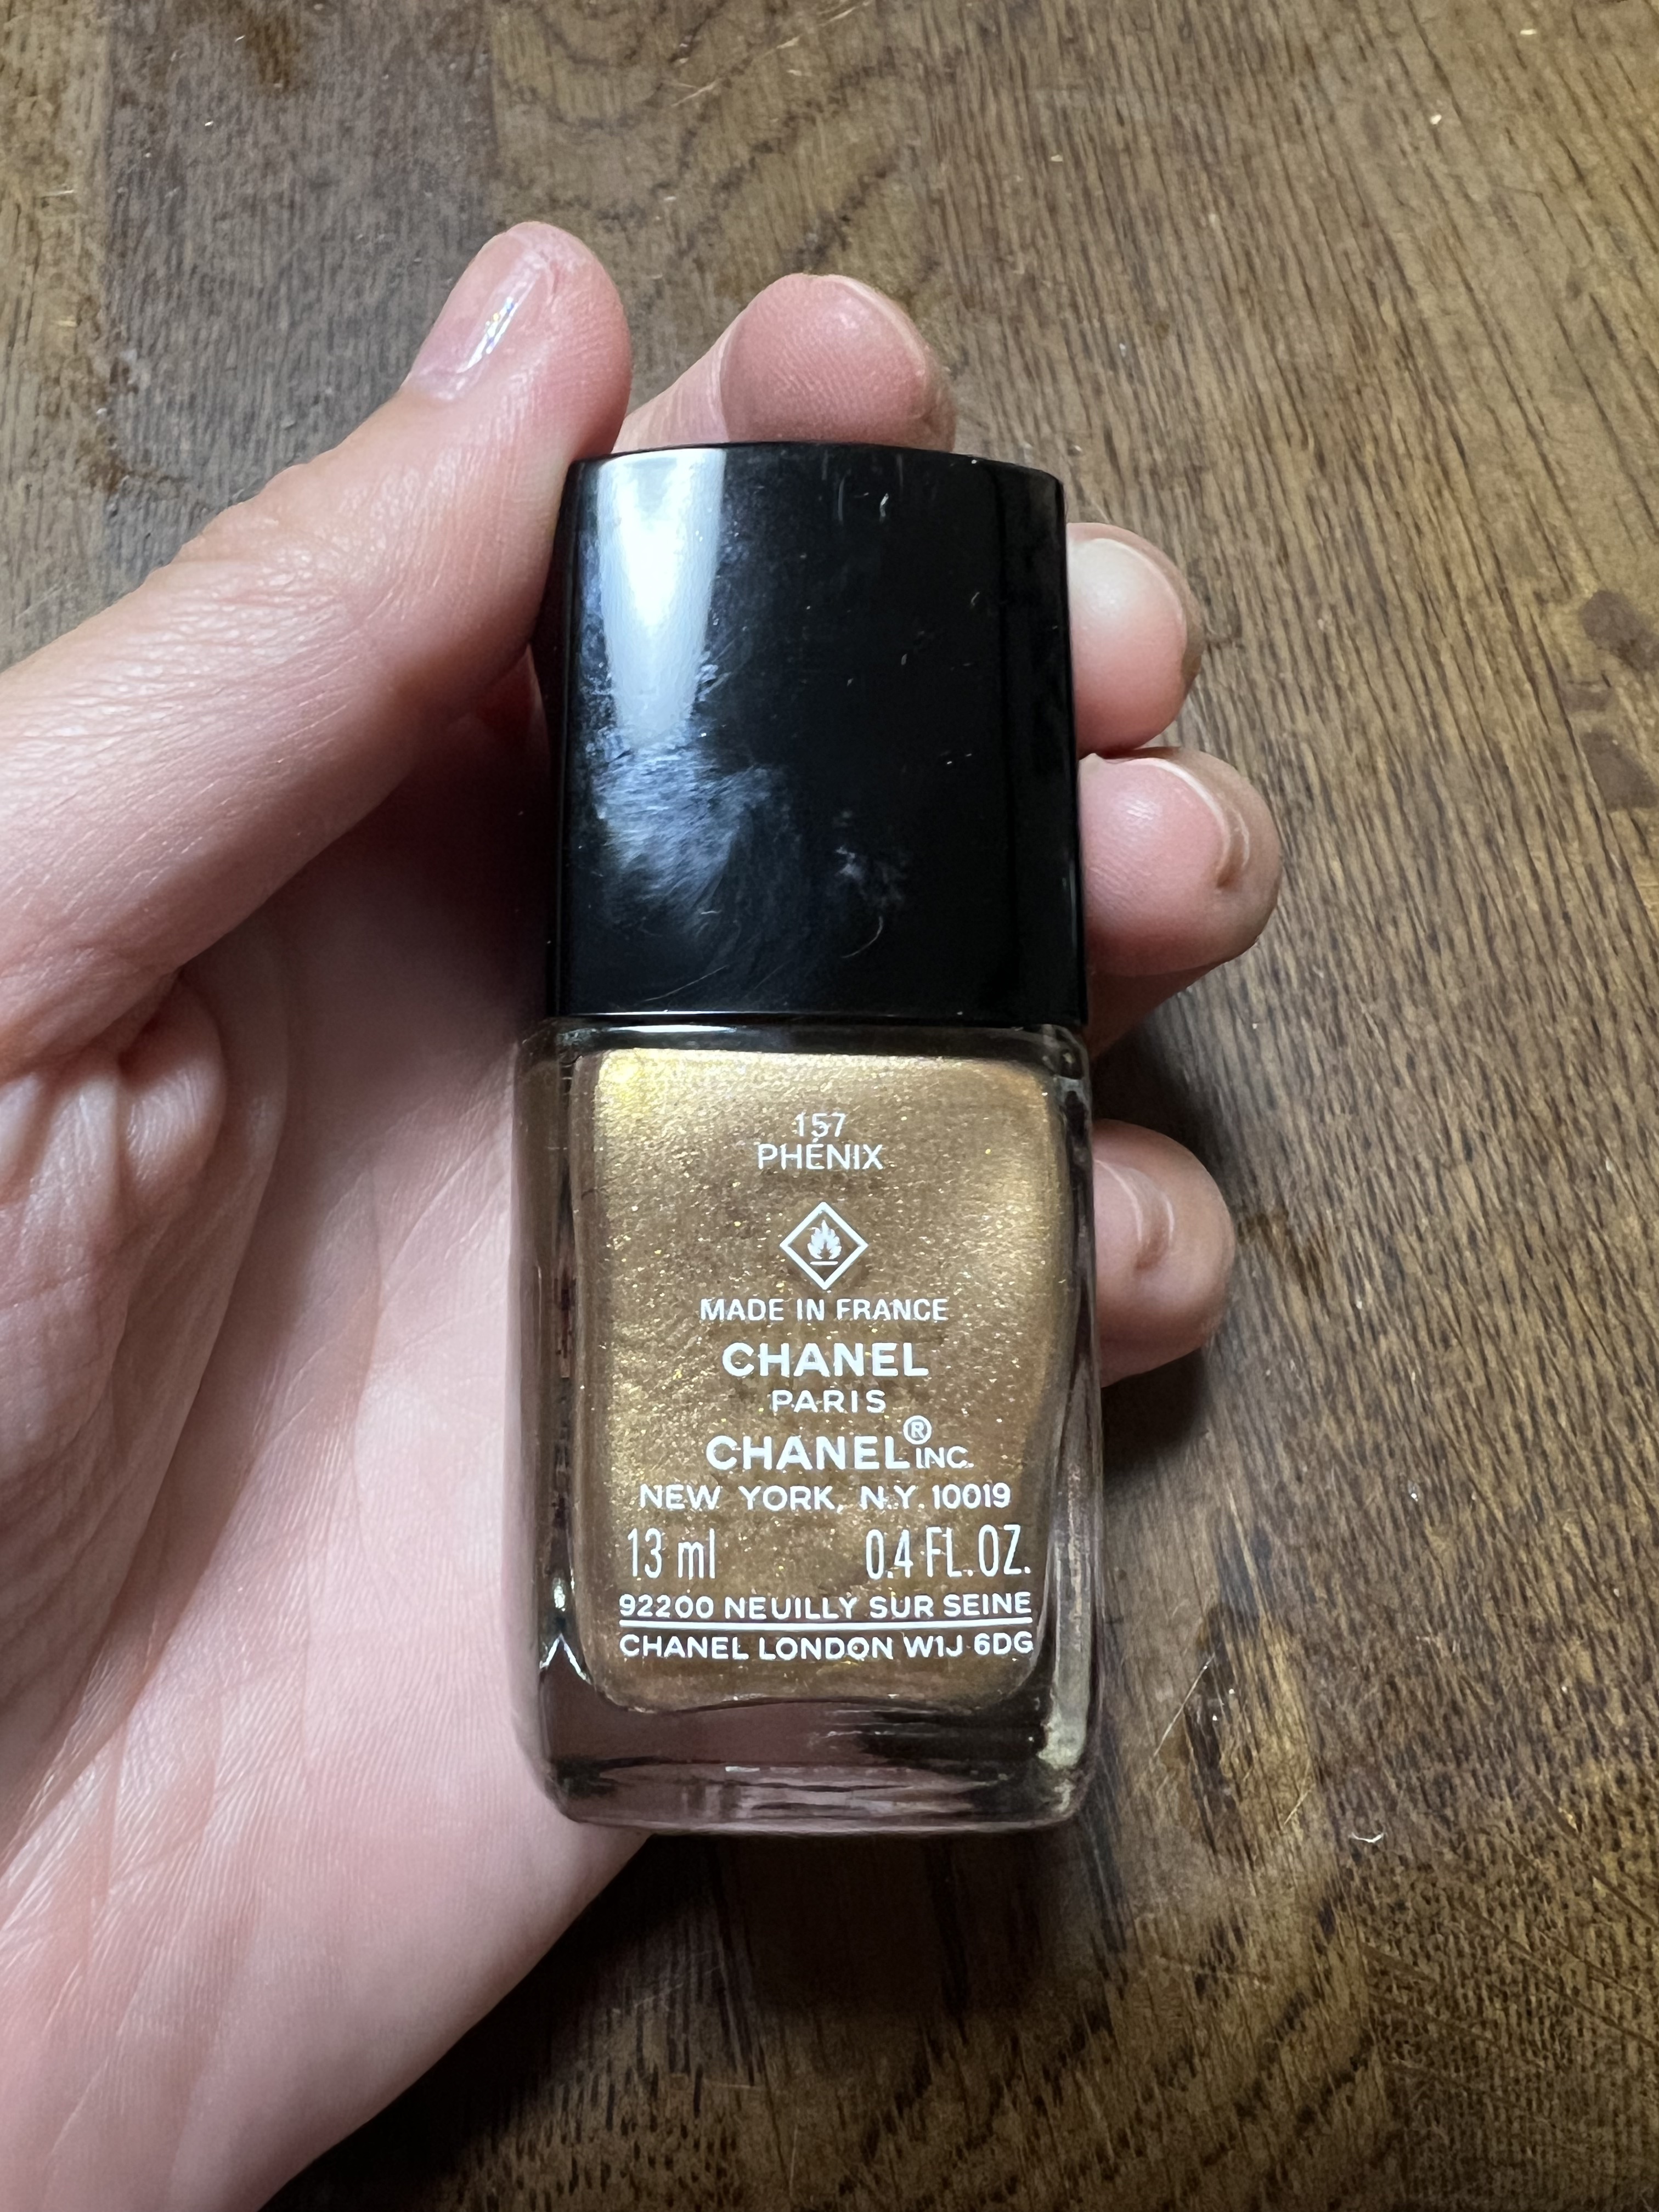 157
PHÉNIX
MADE IN FRANCE
CHANEL
PARIS
CHANEL® INC.
NEW YORK, N.Y. 10019
13 ml 0.4 FL. OZ.
92200 NEUILLY SUR SEINE
CHANEL LONDON W1J 6DG